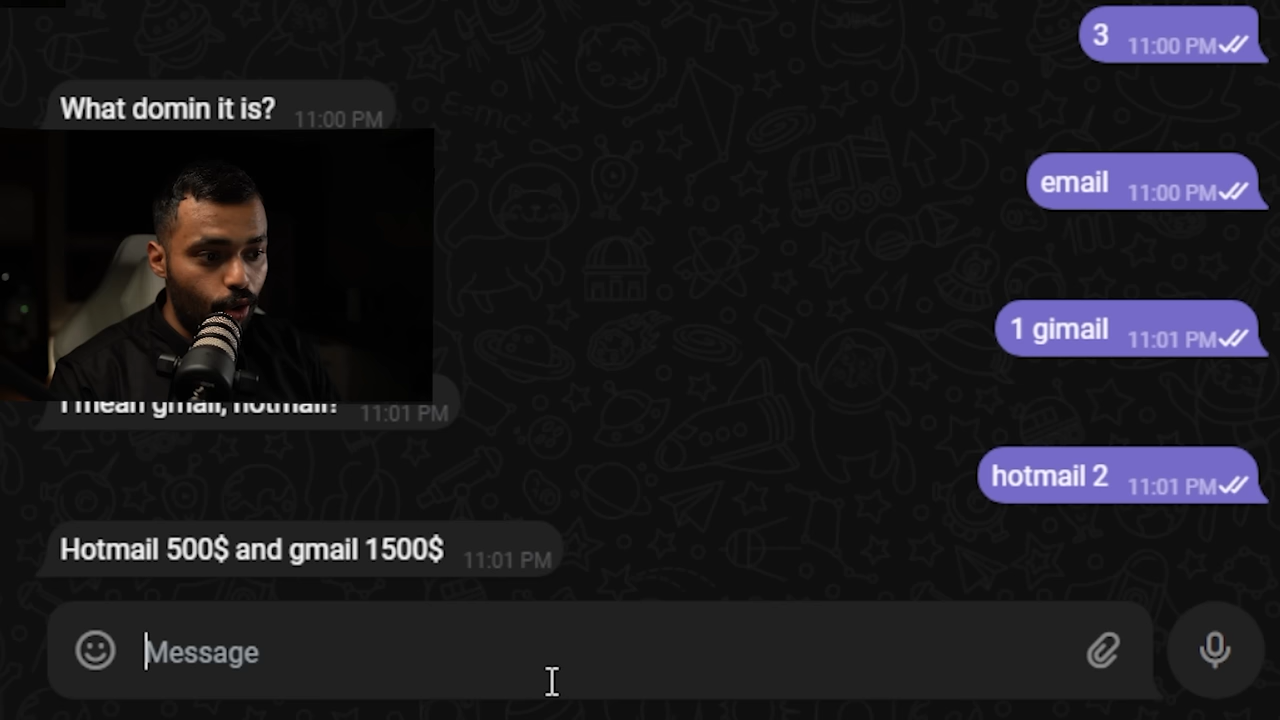 3 11:00 PM
What domin it is? 11:00 PM
email 11:00 PM
1 gimail 11:01 PM
I mean gmail, hotmail? 11:01 PM
hotmail 2 11:01 PM
Hotmail 500$ and gmail 1500$ 11:01 PM
Message